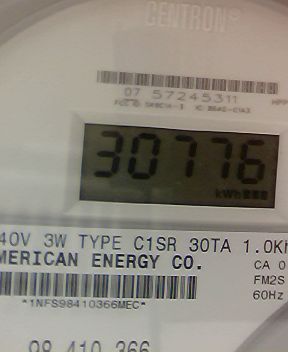 CENTRON®
07 57245311
30776
kWh
40V 3W TYPE C1SR 30TA 1.0Kh
MERICAN ENERGY CO.
CA 0
FM2S
60Hz
*1NFS98410366MEC*
98 410 366